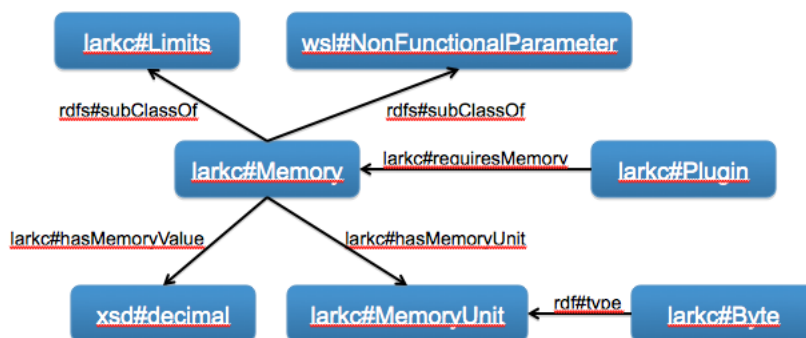 larkc#Limits
wsl#NonFunctionalParameter
rdfs#subClassOf
rdfs#subClassOf
larkc#Memory
larkc#requiresMemory
larkc#Plugin
larkc#hasMemoryValue
larkc#hasMemoryUnit
xsd#decimal
larkc#MemoryUnit
rdf#type
larkc#Byte